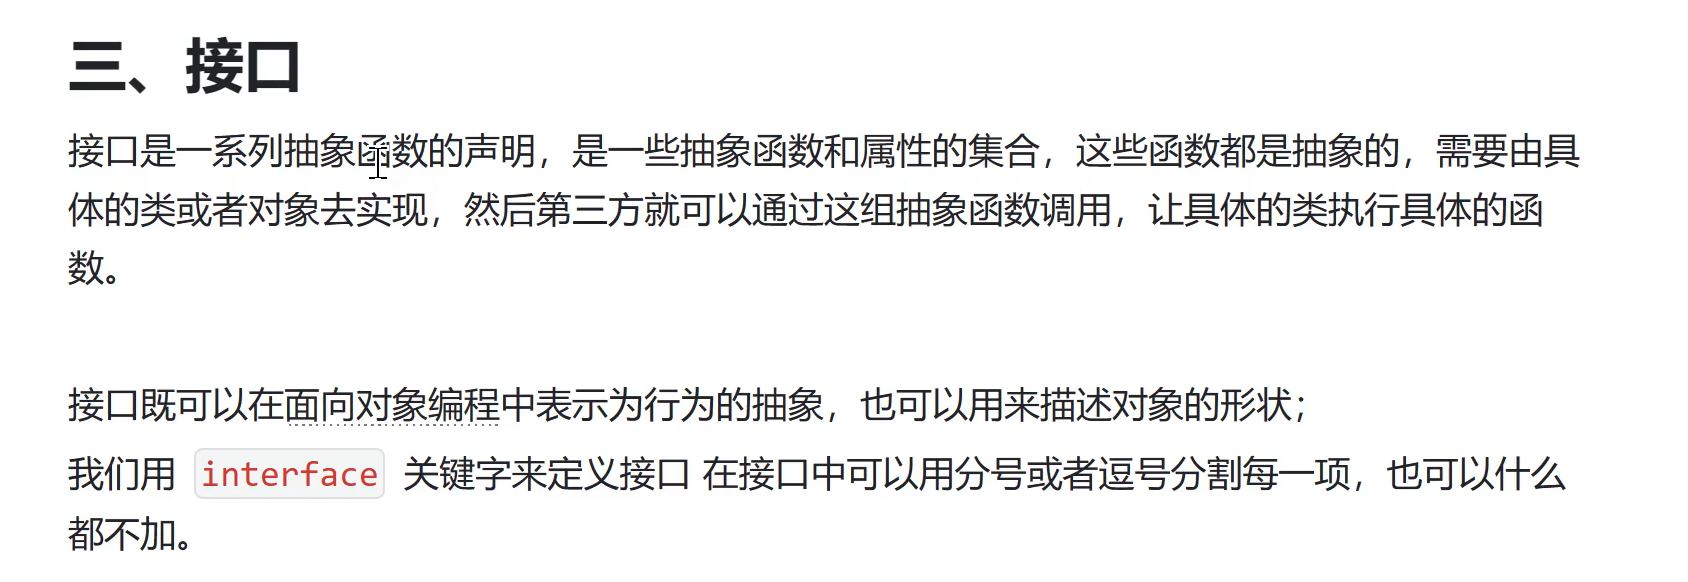 三、接口
接口是一系列抽象函数的声明，是一些抽象函数和属性的集合，这些函数都是抽象的，需要由具
体的类或者对象去实现，然后第三方就可以通过这组抽象函数调用，让具体的类执行具体的函
数。
接口既可以在面向对象编程中表示为行为的抽象，也可以用来描述对象的形状；
我们用 interface 关键字来定义接口 在接口中可以用分号或者逗号分割每一项，也可以什么
都不加。